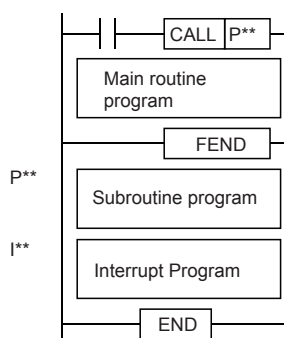 CALL P**
Main routine
program
FEND
P**
Subroutine program
I**
Interrupt Program
END